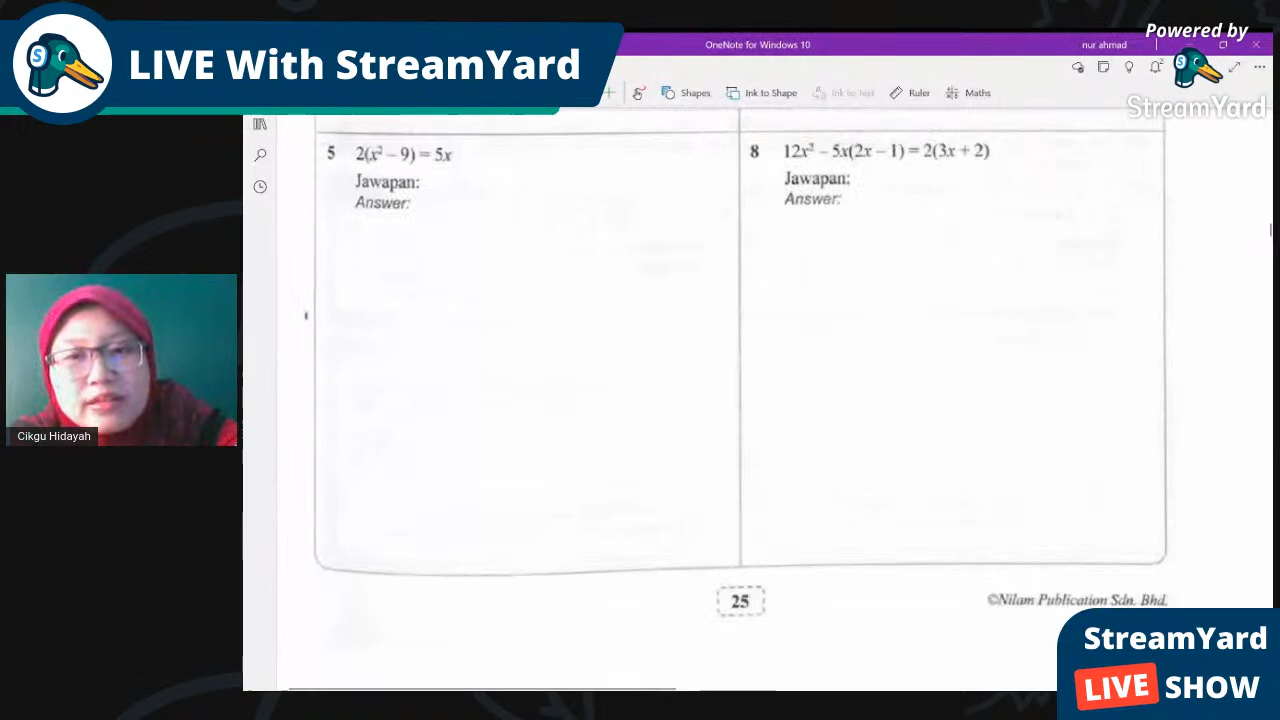 LIVE With StreamYard
OneNote for Windows 10
nur ahmad
Powered by
StreamYard
Shapes
Ink to Shape
Ink to Text
Ruler
Maths
5 2(x² – 9) = 5x
Jawapan:
Answer:
8 12x² – 5x(2x – 1) = 2(3x + 2)
Jawapan:
Answer:
Cikgu Hidayah
25
©Nilam Publication Sdn. Bhd.
StreamYard
LIVE SHOW